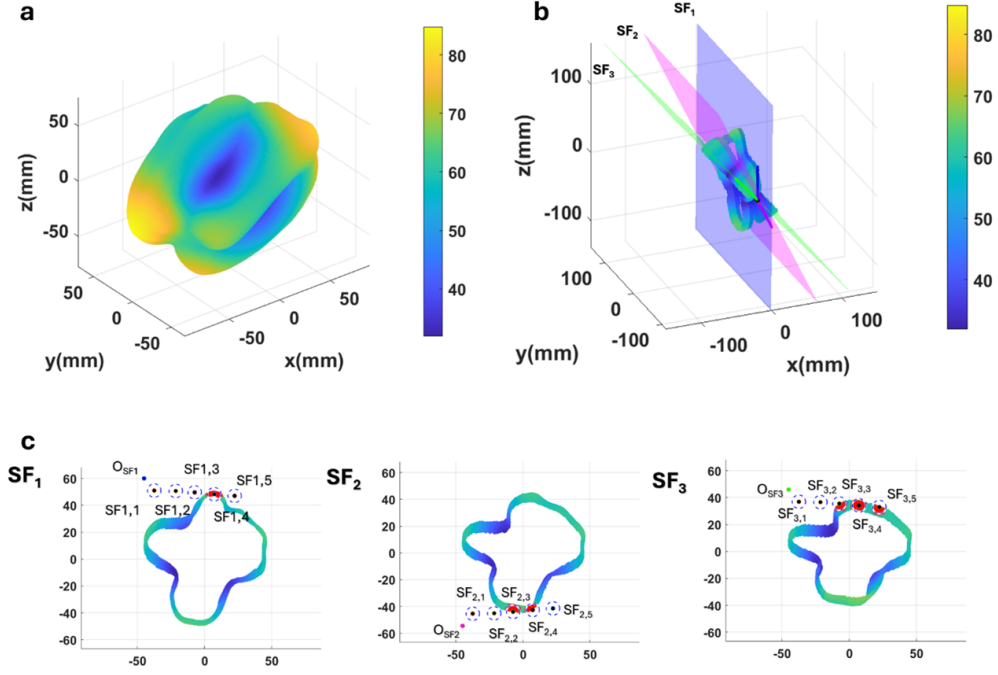 a
z(mm)
50
0
-50
50
0
-50
y(mm)
-50
0
50
x(mm)
80
70
60
50
40
b
SF1
SF2
SF3
z(mm)
100
0
-100
100
0
-100
y(mm)
-100
0
100
x(mm)
80
70
60
50
40
c
SF1
60
40
20
0
-20
-40
-60
-50
0
50
OSF1
SF1,3
SF1,5
SF1,1
SF1,2
SF1,4
SF2
60
40
20
0
-20
-40
-60
-50
0
50
SF2,1
SF2,3
SF2,5
OSF2
SF2,2
SF2,4
SF3
60
40
20
0
-20
-40
-60
-50
0
50
OSF3
SF3,2
SF3,3
SF3,5
SF3,1
SF3,4